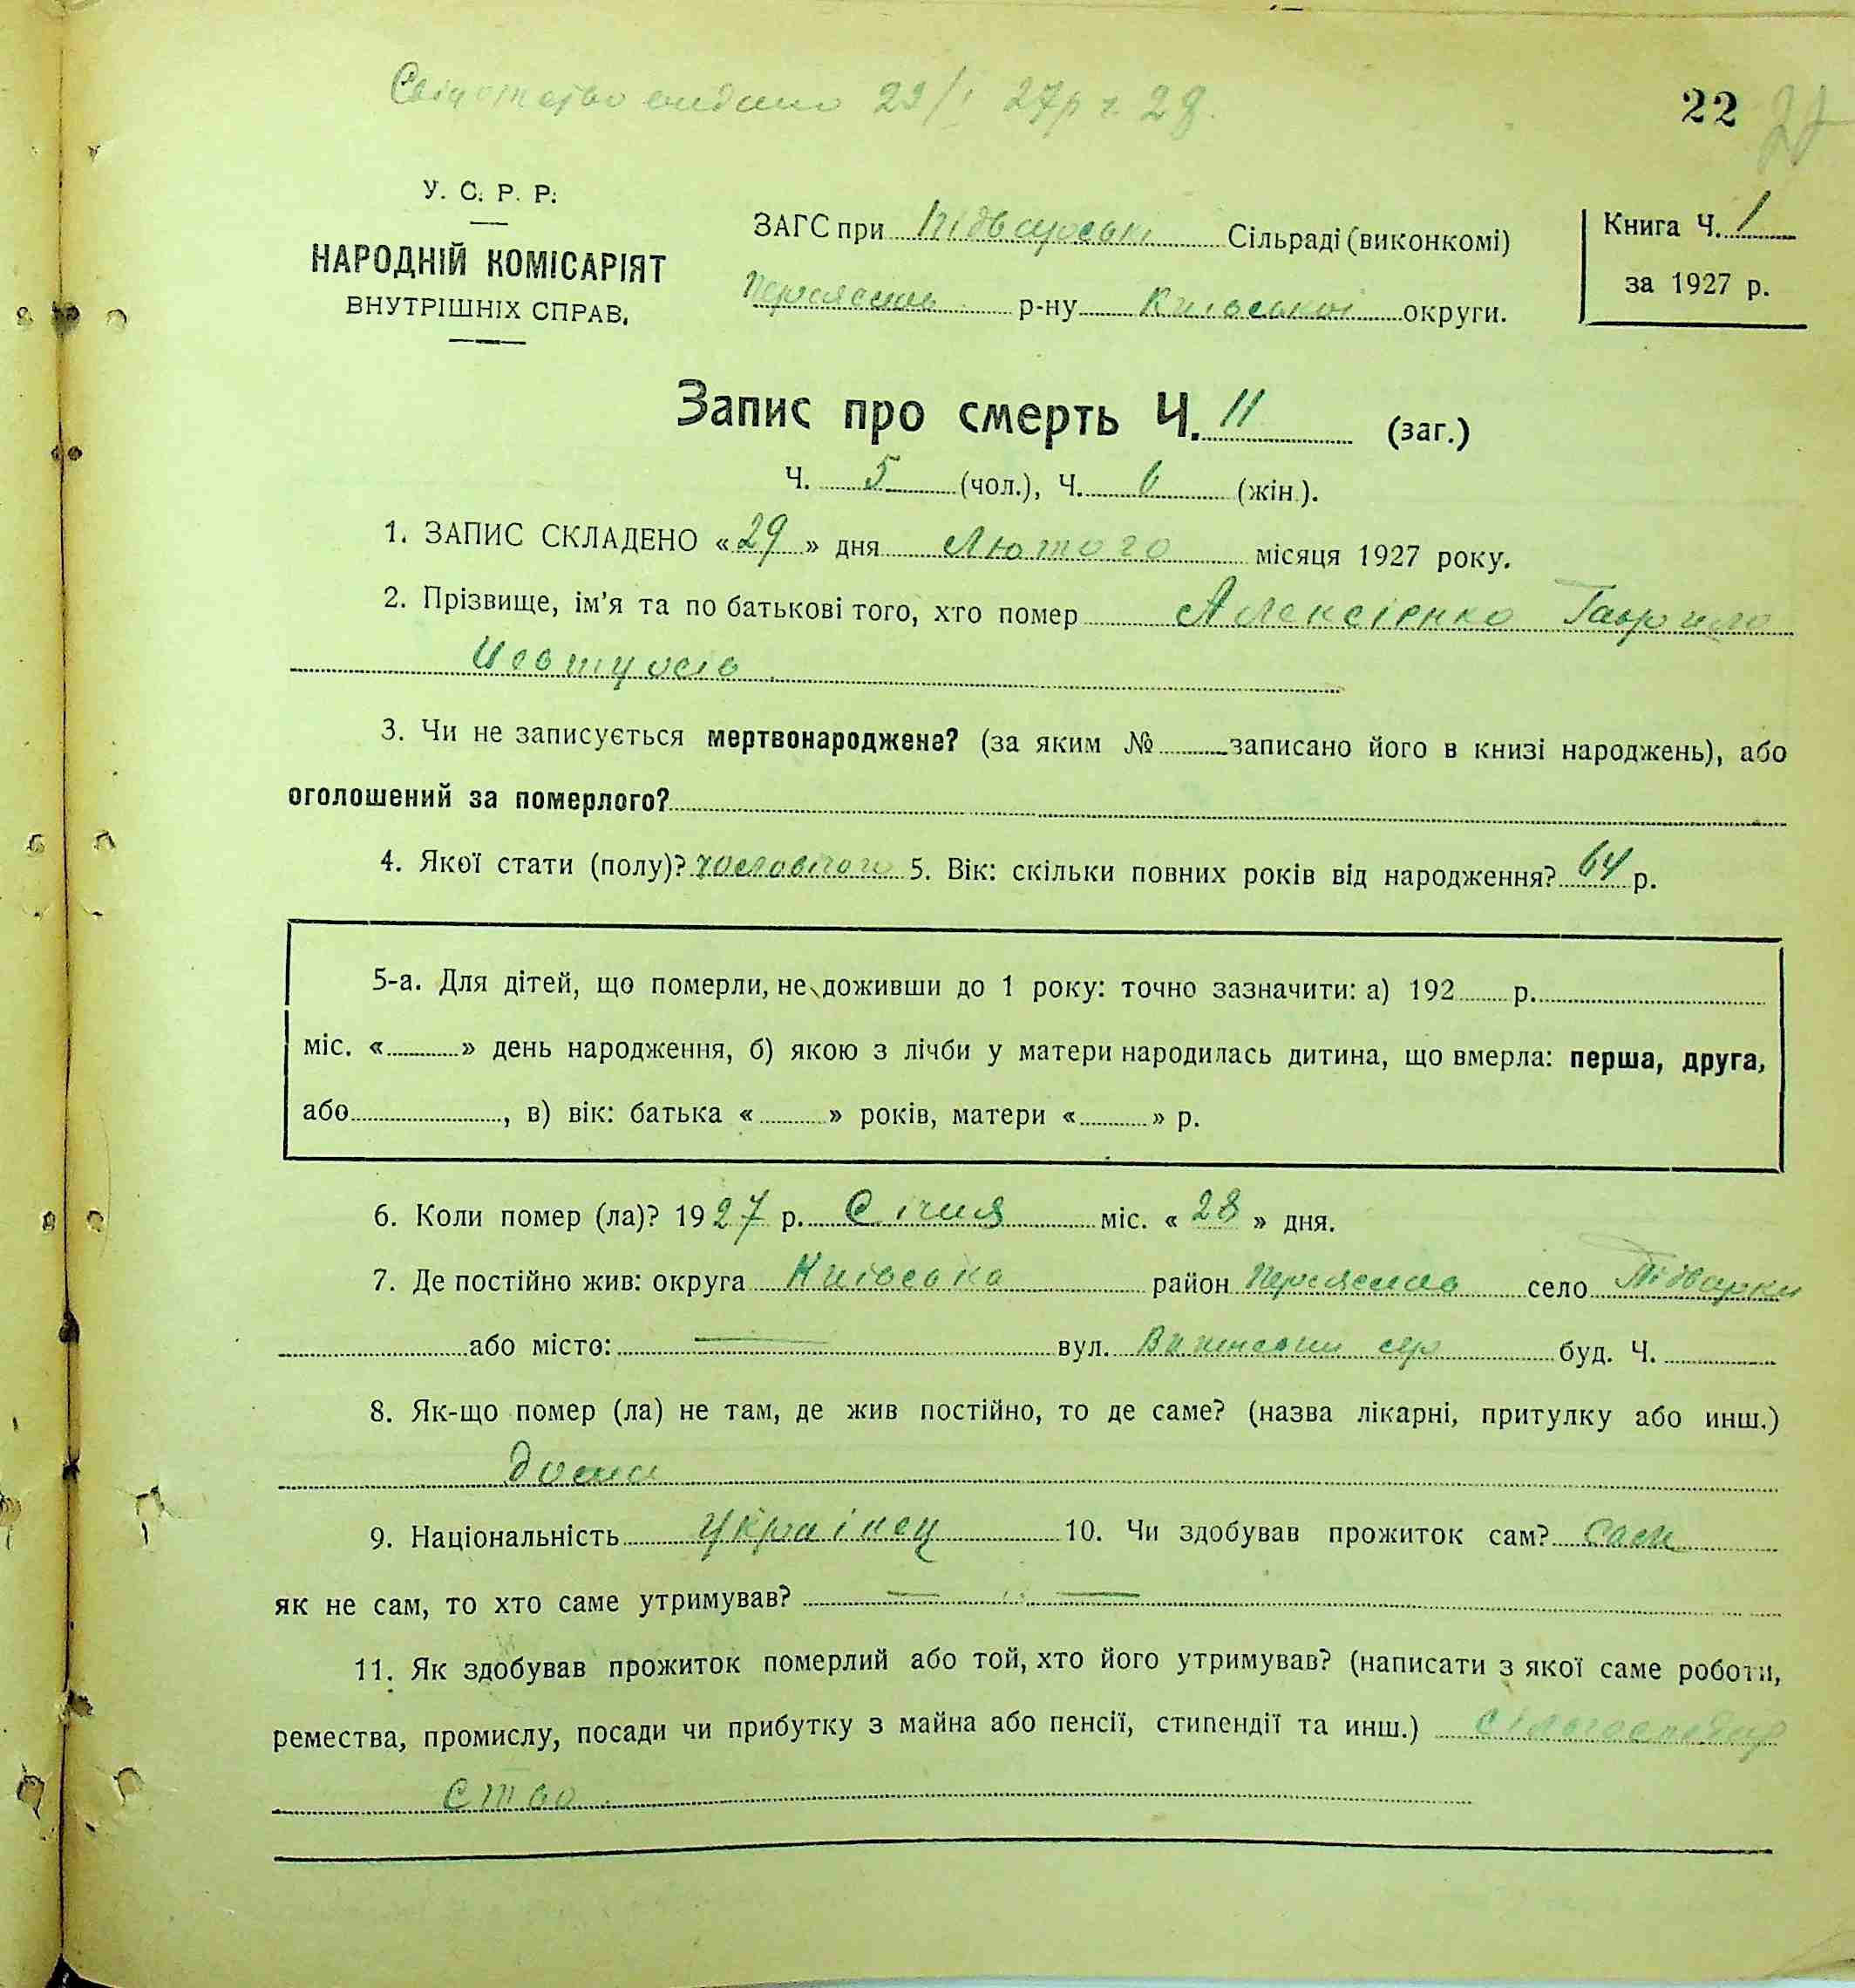 Свідотство видано 29/I 27р ч. 28.
22
У. С. Р. Р.
НАРОДНІЙ КОМІСАРІЯТ
ВНУТРІШНІХ СПРАВ.
ЗАГС при Підварські Сільраді (виконкомі)
Переяслав р-ну Київської округи.
Книга Ч. 1
за 1927 р.
Запис про смерть Ч. 11 (заг.)
Ч. 5 (чол.), Ч. 6 (жін.).
1. ЗАПИС СКЛАДЕНО «29» дня Лютого місяця 1927 року.
2. Прізвище, ім'я та по батькові того, хто помер Алексієнко Гаврило
3. Чи не записується мертвонароджене? (за яким № записано його в книзі народжень), або
оголошений за померлого?
4. Якої стати (полу)? 5. Вік: скільки повних років від народження? 64 р.
5-а. Для дітей, що померли, не доживши до 1 року: точно зазначити: а) 192 р.
міс. « » день народження, б) якою з лічби у матери народилась дитина, що вмерла: перша, друга,
або , в) вік: батька « » років, матери « » р.
6. Коли помер (ла)? 1927 р. Січня міс. «28» дня.
7. Де постійно жив: округа Київська район Переяслав село Підварки
або місто: — вул. буд. Ч.
8. Як-що помер (ла) не там, де жив постійно, то де саме? (назва лікарні, притулку або инш.)
дома
9. Національність Українец 10. Чи здобував прожиток сам? Сам
як не сам, то хто саме утримував? — " —
11. Як здобував прожиток померлий або той, хто його утримував? (написати з якої саме роботи,
ремества, промислу, посади чи прибутку з майна або пенсії, стипендії та инш.) Сільгосподар
ство